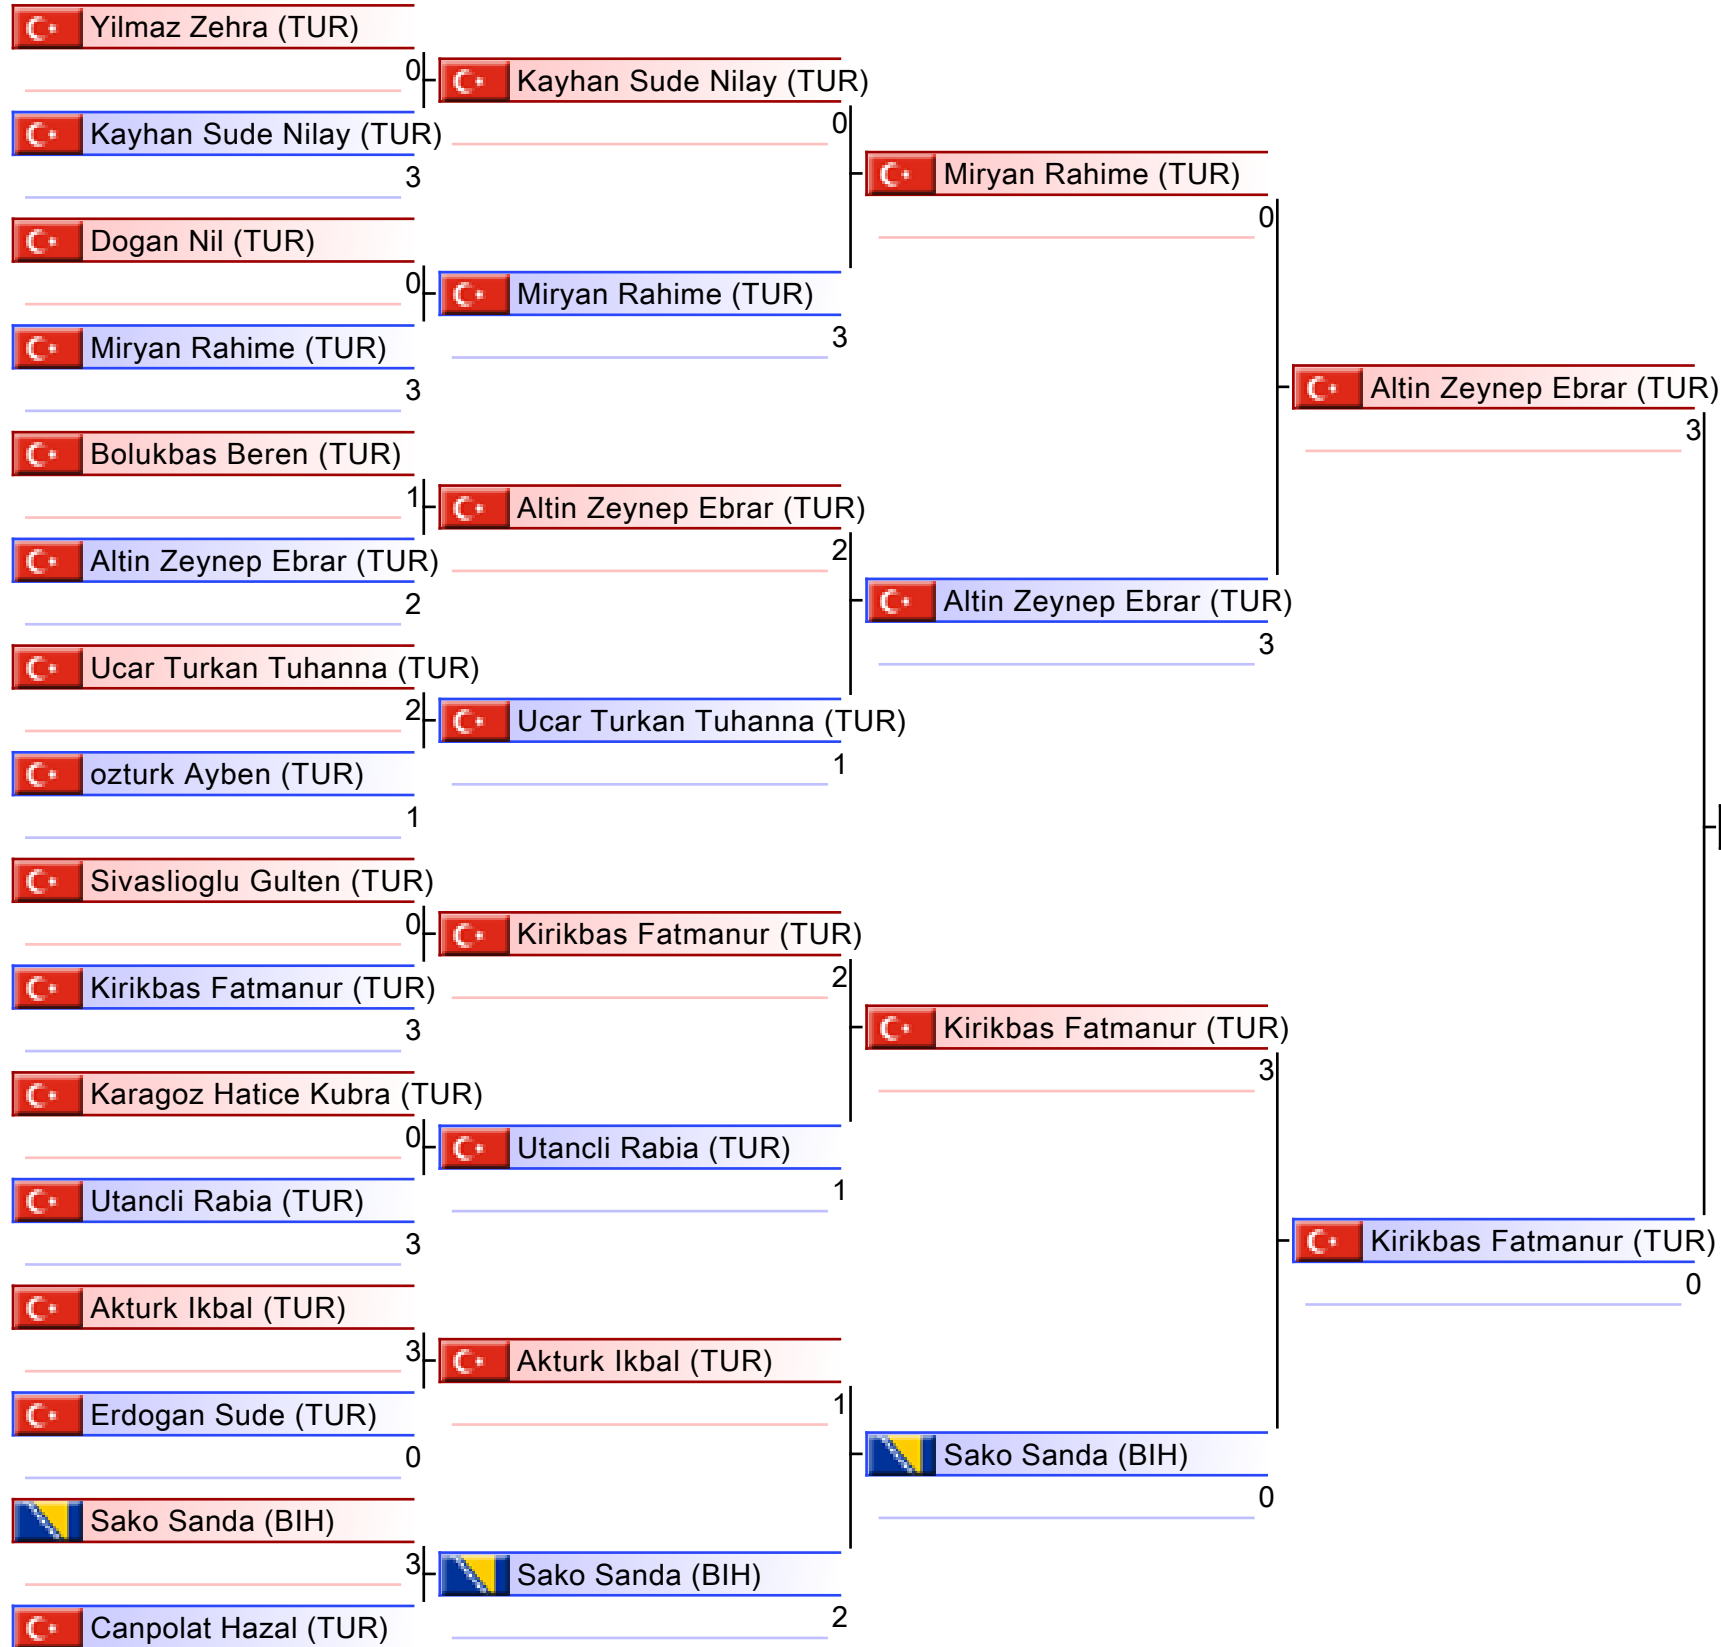 Yilmaz Zehra (TUR)
0
Kayhan Sude Nilay (TUR)
3
Dogan Nil (TUR)
0
Miryan Rahime (TUR)
3
Bolukbas Beren (TUR)
1
Altin Zeynep Ebrar (TUR)
2
Ucar Turkan Tuhanna (TUR)
2
ozturk Ayben (TUR)
1
Sivaslioglu Gulten (TUR)
0
Kirikbas Fatmanur (TUR)
3
Karagoz Hatice Kubra (TUR)
0
Utancli Rabia (TUR)
3
Akturk Ikbal (TUR)
3
Erdogan Sude (TUR)
0
Sako Sanda (BIH)
3
Canpolat Hazal (TUR)
Kayhan Sude Nilay (TUR)
0
Miryan Rahime (TUR)
3
Altin Zeynep Ebrar (TUR)
2
Ucar Turkan Tuhanna (TUR)
1
Kirikbas Fatmanur (TUR)
2
Utancli Rabia (TUR)
1
Akturk Ikbal (TUR)
1
Sako Sanda (BIH)
2
Miryan Rahime (TUR)
0
Altin Zeynep Ebrar (TUR)
3
Kirikbas Fatmanur (TUR)
3
Sako Sanda (BIH)
0
Altin Zeynep Ebrar (TUR)
3
Kirikbas Fatmanur (TUR)
0